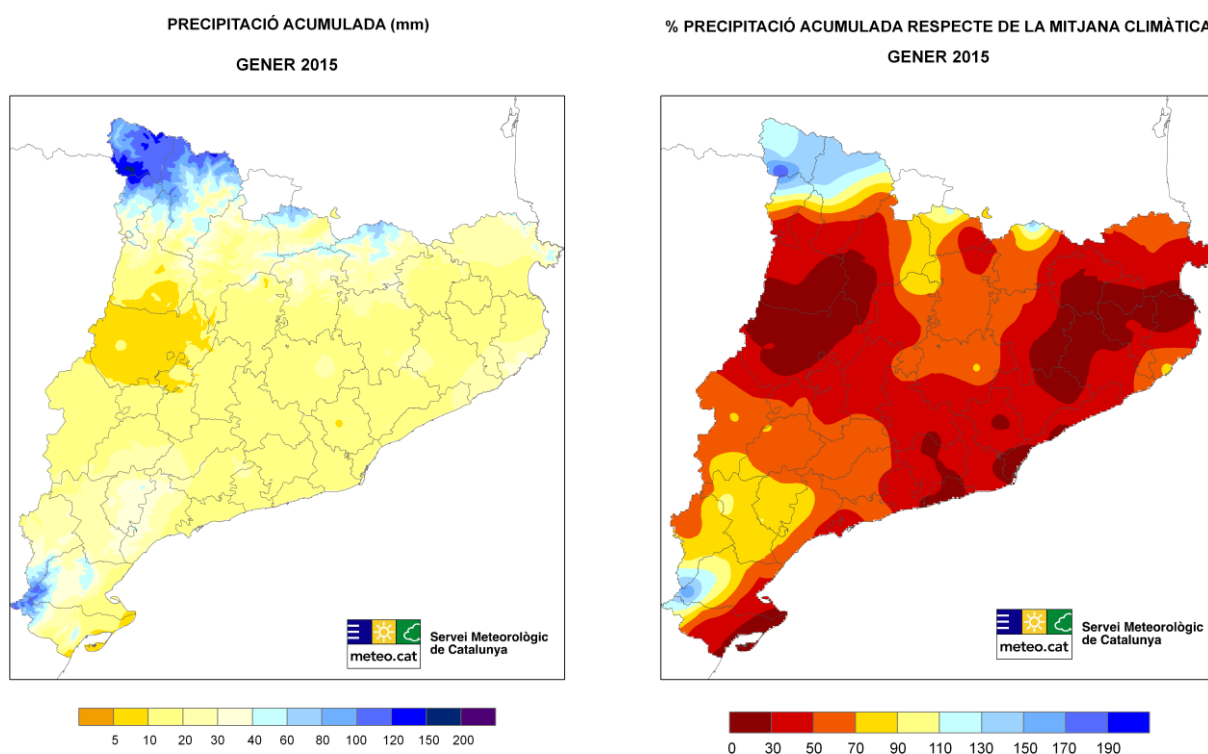 PRECIPITACIÓ ACUMULADA (mm)
GENER 2015
Servei Meteorològic
de Catalunya
meteo.cat
5 10 20 30 40 60 80 100 120 150 200
% PRECIPITACIÓ ACUMULADA RESPECTE DE LA MITJANA CLIMÀTICA
GENER 2015
Servei Meteorològic
de Catalunya
meteo.cat
0 30 50 70 90 110 130 150 170 190